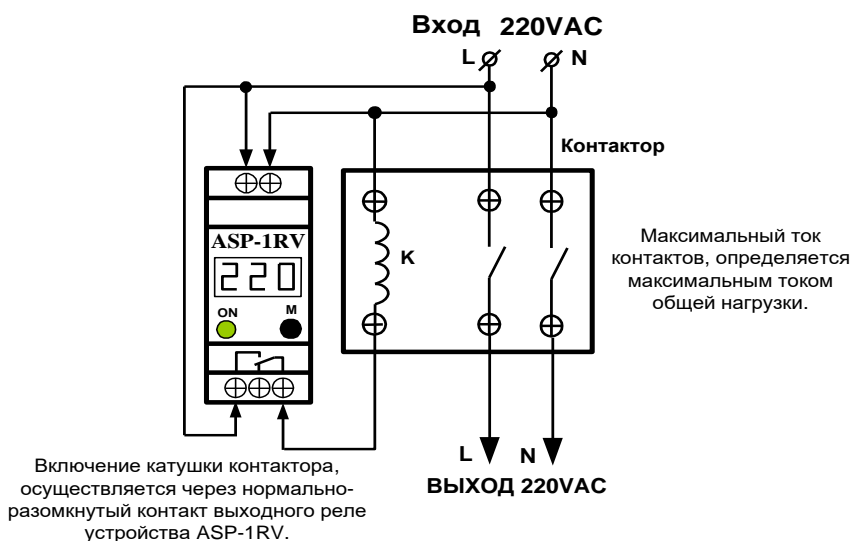 Вход 220VAC
L N
Контактор
ASP-1RV
220
ON M
K
Максимальный ток
контактов, определяется
максимальным током
общей нагрузки.
L N
ВЫХОД 220VAC
Включение катушки контактора,
осуществляется через нормально-
разомкнутый контакт выходного реле
устройства ASP-1RV.